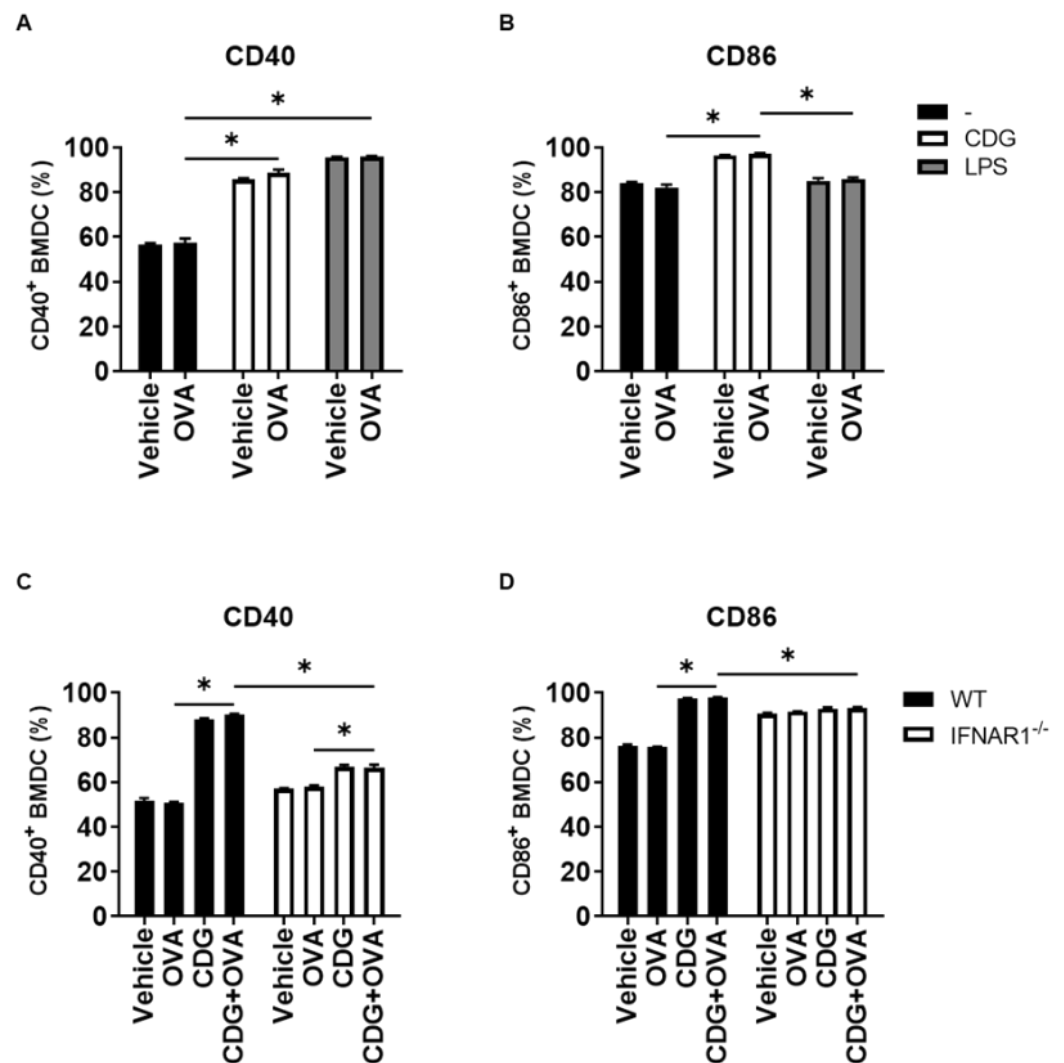 A
CD40
*
*
CD40+ BMDC (%)
100
80
60
40
20
0
Vehicle
OVA
Vehicle
OVA
Vehicle
OVA
B
CD86
*
*
CD86+ BMDC (%)
100
80
60
40
20
0
Vehicle
OVA
Vehicle
OVA
Vehicle
OVA
-
CDG
LPS
C
CD40
*
*
*
CD40+ BMDC (%)
100
80
60
40
20
0
Vehicle
OVA
CDG
CDG+OVA
Vehicle
OVA
CDG
CDG+OVA
D
CD86
*
*
CD86+ BMDC (%)
100
80
60
40
20
0
Vehicle
OVA
CDG
CDG+OVA
Vehicle
OVA
CDG
CDG+OVA
WT
IFNAR1-/-